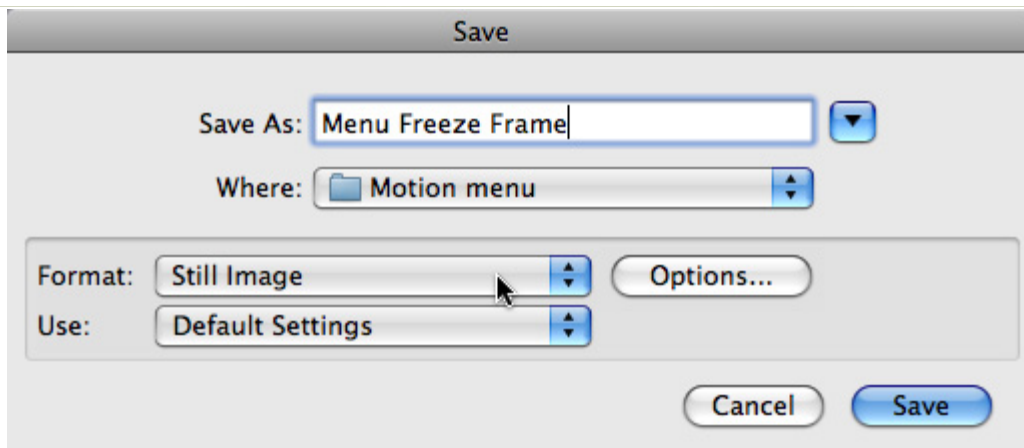 Save
Save As: Menu Freeze Frame
Where: Motion menu
Format: Still Image Options...
Use: Default Settings
Cancel Save